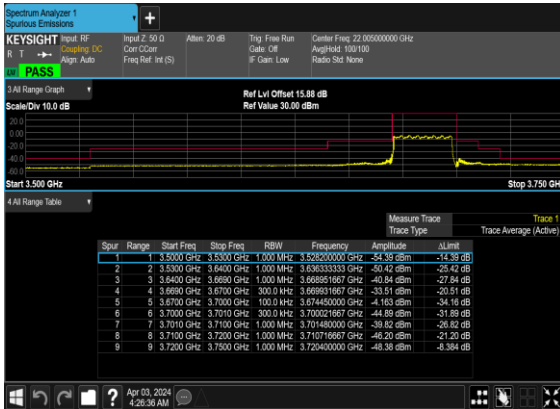 Spectrum Analyzer 1
Spurious Emissions
KEYSIGHT Input: RF Input Z: 50 Ω Atten: 20 dB Trig: Free Run Center Freq: 22.005000000 GHz
R T Coupling: DC Corr CCorr Gate: Off Avg|Hold: 100/100
Align: Auto Freq Ref: Int (S) IF Gain: Low Radio Std: None
PASS
3 All Range Graph
Ref Lvl Offset 15.88 dB
Scale/Div 10.0 dB Ref Value 30.00 dBm
20.0
0.00
-20.0
-40.0
-60.0
Start 3.500 GHz Stop 3.750 GH
4 All Range Table
Measure Trace Trace 1
Trace Type Trace Average (Active)
Spur Range Start Freq Stop Freq RBW Frequency Amplitude ΔLimit
1 1 3.5000 GHz 3.5300 GHz 1.000 MHz 3.528200000 GHz -54.39 dBm -14.39 dB
2 2 3.5300 GHz 3.6400 GHz 1.000 MHz 3.636333333 GHz -50.42 dBm -25.42 dB
3 3 3.6400 GHz 3.6690 GHz 1.000 MHz 3.668951667 GHz -40.84 dBm -27.84 dB
4 4 3.6690 GHz 3.6700 GHz 300.0 kHz 3.669931667 GHz -33.51 dBm -20.51 dB
5 5 3.6700 GHz 3.7000 GHz 100.0 kHz 3.674450000 GHz -4.163 dBm -34.16 dB
6 6 3.7000 GHz 3.7010 GHz 300.0 kHz 3.700021667 GHz -44.89 dBm -31.89 dB
7 7 3.7010 GHz 3.7100 GHz 1.000 MHz 3.701480000 GHz -39.82 dBm -26.82 dB
8 8 3.7100 GHz 3.7200 GHz 1.000 MHz 3.710716667 GHz -46.20 dBm -21.20 dB
9 9 3.7200 GHz 3.7500 GHz 1.000 MHz 3.720400000 GHz -48.38 dBm -8.384 dB
Apr 03, 2024
4:26:36 AM